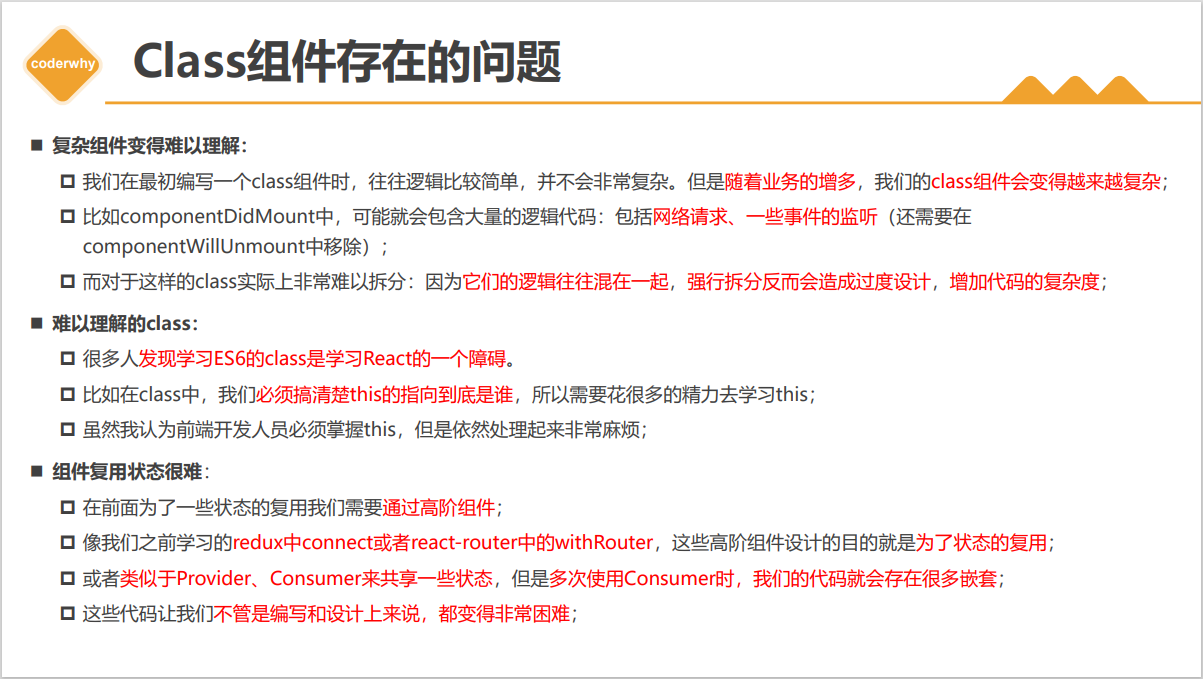 coderwhy
Class组件存在的问题
复杂组件变得难以理解：
我们在最初编写一个class组件时，往往逻辑比较简单，并不会非常复杂。但是随着业务的增多，我们的class组件会变得越来越复杂；
比如componentDidMount中，可能就会包含大量的逻辑代码：包括网络请求、一些事件的监听（还需要在
componentWillUnmount中移除）；
而对于这样的class实际上非常难以拆分：因为它们的逻辑往往混在一起，强行拆分反而会造成过度设计，增加代码的复杂度；
难以理解的class：
很多人发现学习ES6的class是学习React的一个障碍。
比如在class中，我们必须搞清楚this的指向到底是谁，所以需要花很多的精力去学习this；
虽然我认为前端开发人员必须掌握this，但是依然处理起来非常麻烦；
组件复用状态很难：
在前面为了一些状态的复用我们需要通过高阶组件；
像我们之前学习的redux中connect或者react-router中的withRouter，这些高阶组件设计的目的就是为了状态的复用；
或者类似于Provider、Consumer来共享一些状态，但是多次使用Consumer时，我们的代码就会存在很多嵌套；
这些代码让我们不管是编写和设计上来说，都变得非常困难；